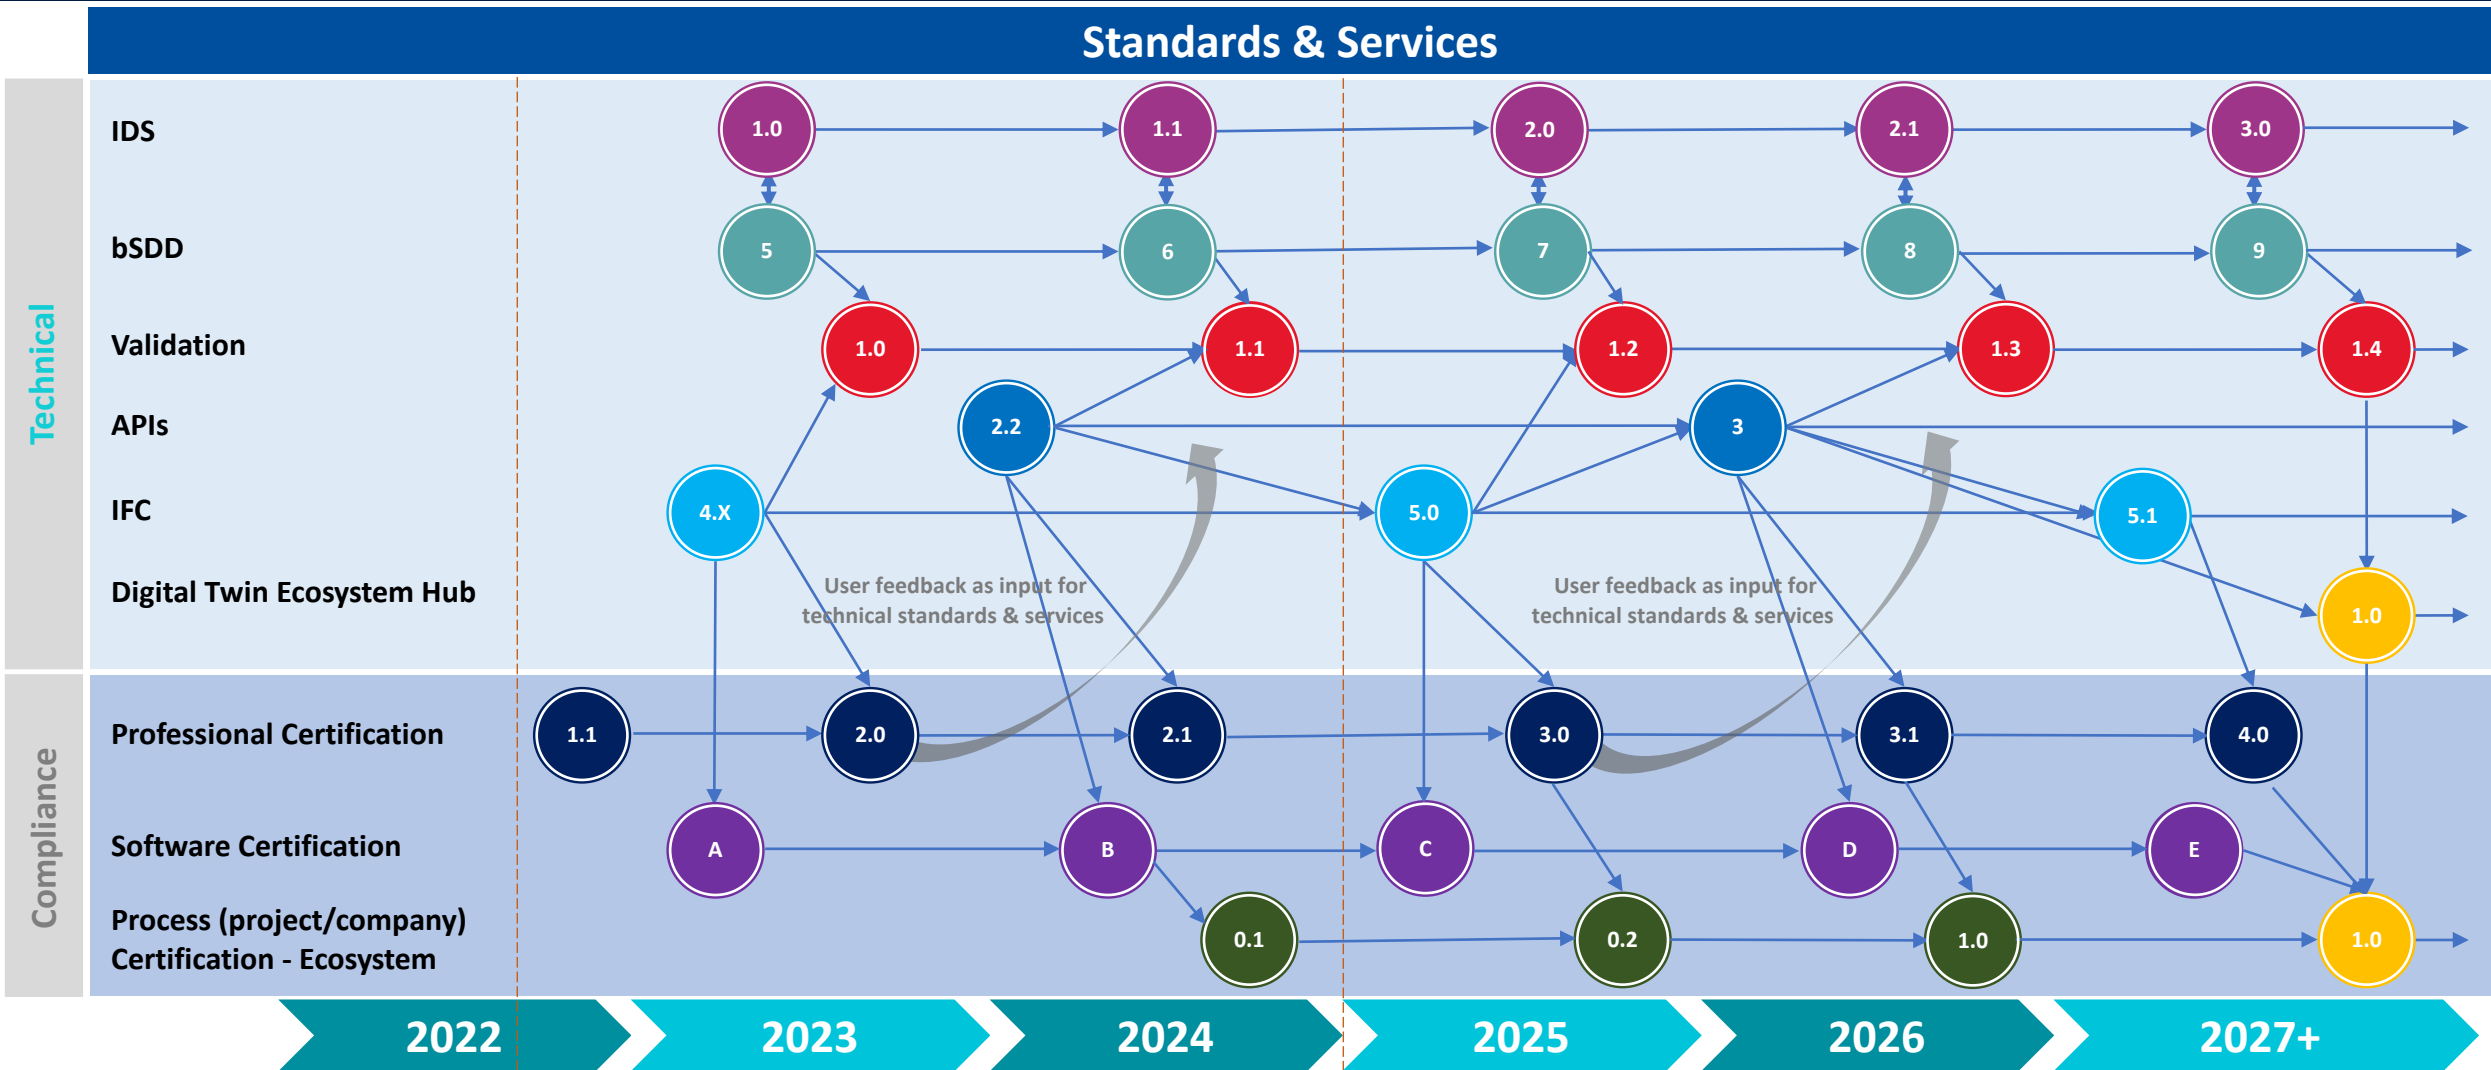 Standards & Services
Technical
IDS
1.0
1.1
2.0
2.1
3.0
bSDD
5
6
7
8
9
Validation
1.0
1.1
1.2
1.3
1.4
APIs
2.2
3
IFC
4.X
5.0
5.1
Digital Twin Ecosystem Hub
User feedback as input for
technical standards & services
User feedback as input for
technical standards & services
1.0
Compliance
Professional Certification
1.1
2.0
2.1
3.0
3.1
4.0
Software Certification
A
B
C
D
E
Process (project/company)
Certification - Ecosystem
0.1
0.2
1.0
1.0
2022
2023
2024
2025
2026
2027+